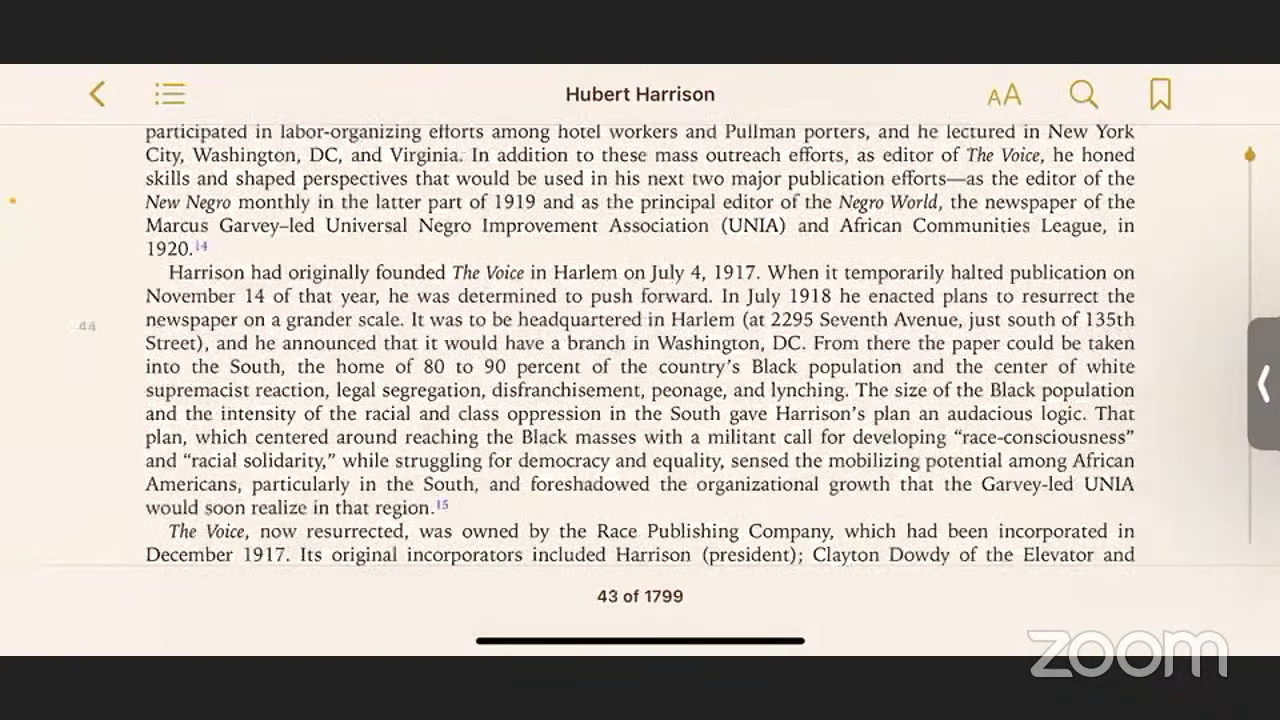 Hubert Harrison
AA
participated in labor-organizing efforts among hotel workers and Pullman porters, and he lectured in New York
City, Washington, DC, and Virginia. In addition to these mass outreach efforts, as editor of The Voice, he honed
skills and shaped perspectives that would be used in his next two major publication efforts—as the editor of the
New Negro monthly in the latter part of 1919 and as the principal editor of the Negro World, the newspaper of the
Marcus Garvey–led Universal Negro Improvement Association (UNIA) and African Communities League, in
1920.14
Harrison had originally founded The Voice in Harlem on July 4, 1917. When it temporarily halted publication on
November 14 of that year, he was determined to push forward. In July 1918 he enacted plans to resurrect the
44
newspaper on a grander scale. It was to be headquartered in Harlem (at 2295 Seventh Avenue, just south of 135th
Street), and he announced that it would have a branch in Washington, DC. From there the paper could be taken
into the South, the home of 80 to 90 percent of the country's Black population and the center of white
supremacist reaction, legal segregation, disfranchisement, peonage, and lynching. The size of the Black population
and the intensity of the racial and class oppression in the South gave Harrison's plan an audacious logic. That
plan, which centered around reaching the Black masses with a militant call for developing “race-consciousness”
and “racial solidarity,” while struggling for democracy and equality, sensed the mobilizing potential among African
Americans, particularly in the South, and foreshadowed the organizational growth that the Garvey-led UNIA
would soon realize in that region.15
The Voice, now resurrected, was owned by the Race Publishing Company, which had been incorporated in
December 1917. Its original incorporators included Harrison (president); Clayton Dowdy of the Elevator and
43 of 1799
zoom